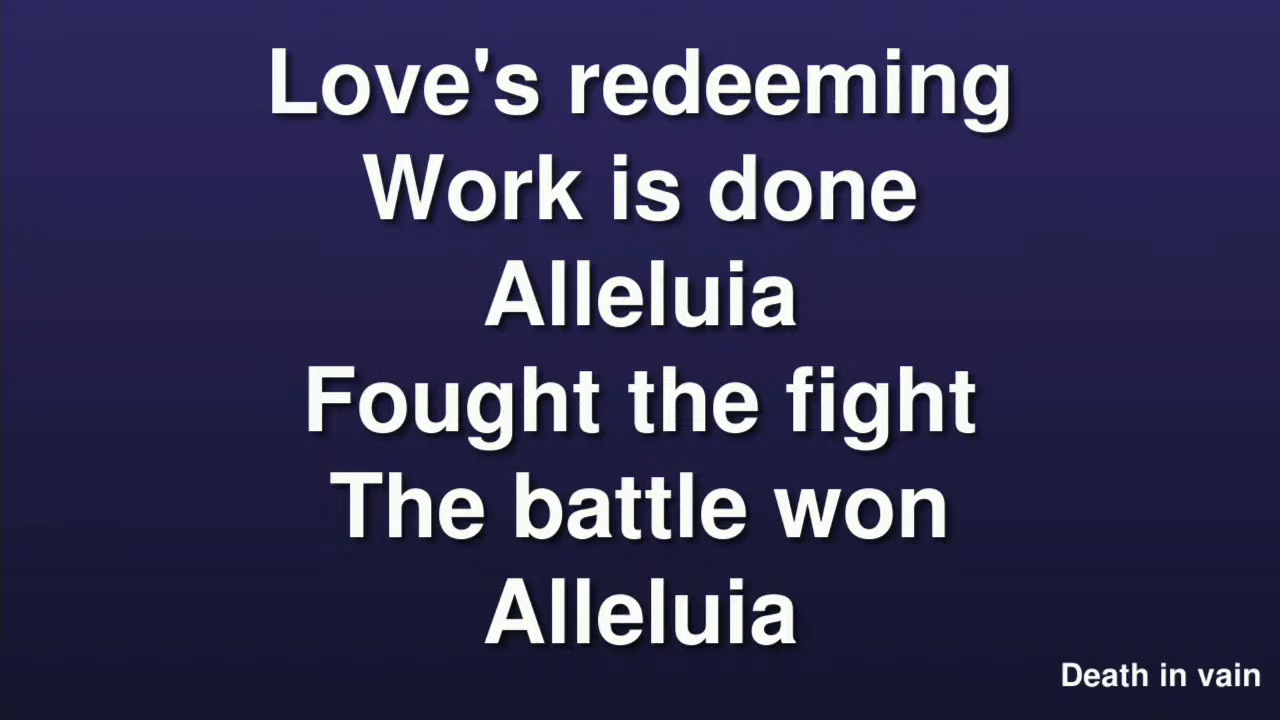 Love's redeeming
Work is done
Alleluia
Fought the fight
The battle won
Alleluia
Death in vain